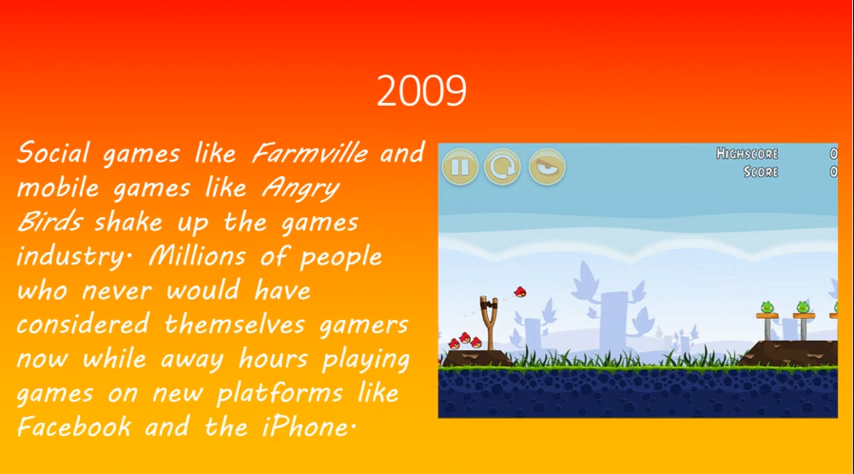 2009
Social games like Farmville and
mobile games like Angry
Birds shake up the games
industry. Millions of people
who never would have
considered themselves gamers
now while away hours playing
games on new platforms like
Facebook and the iPhone.
HIGHSCORE 0
SCORE 0